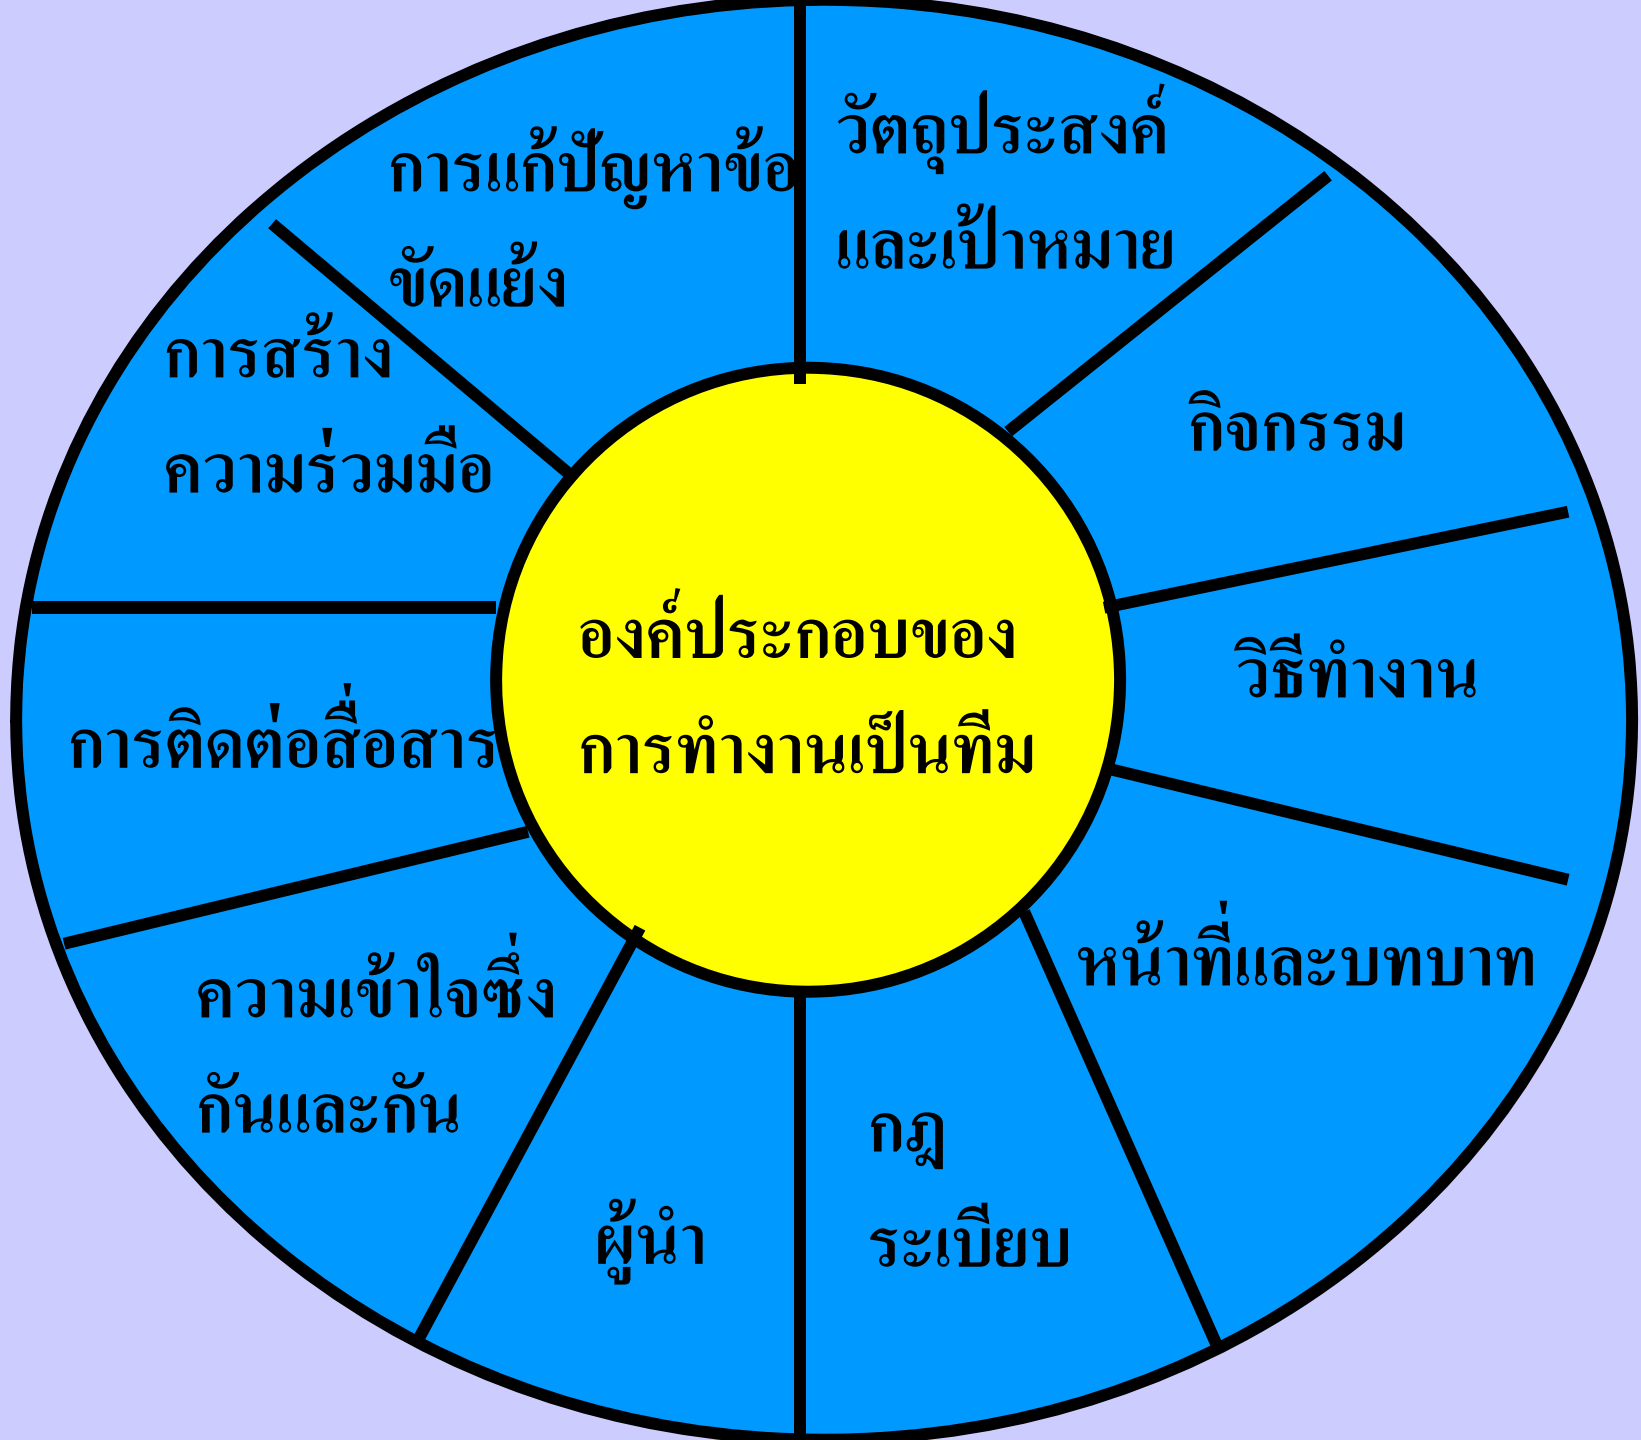 การแก้ปัญหาข้อ
ขัดแย้ง
วัตถุประสงค์
และเป้าหมาย
กิจกรรม
วิธีทำงาน
หน้าที่และบทบาท
กฎ
ระเบียบ
ผู้นำ
ความเข้าใจซึ่ง
กันและกัน
การติดต่อสื่อสาร
การสร้าง
ความร่วมมือ
องค์ประกอบของ
การทำงานเป็นทีม